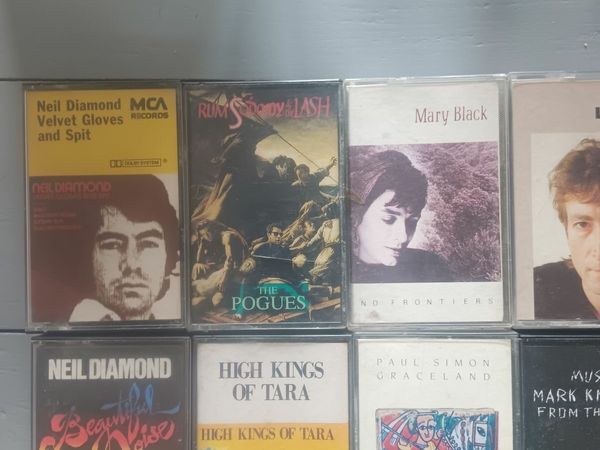 Neil Diamond
Velvet Gloves
and Spit
MCA
RECORDS
DOLBY SYSTEM
NEIL DIAMOND
RUM SODOMY & the LASH
THE
POGUES
Mary Black
NO FRONTIERS
NEIL DIAMOND
Beautiful
Noise
HIGH KINGS
OF TARA
HIGH KINGS OF TARA
PAUL SIMON
GRACELAND
MUS
MARK KN
FROM TH